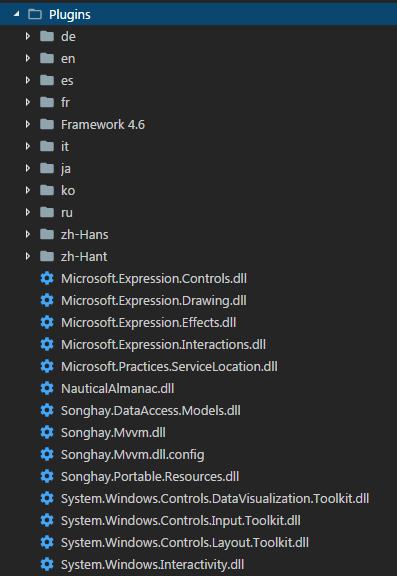 Plugins
de
en
es
fr
Framework 4.6
it
ja
ko
ru
zh-Hans
zh-Hant
Microsoft.Expression.Controls.dll
Microsoft.Expression.Drawing.dll
Microsoft.Expression.Effects.dll
Microsoft.Expression.Interactions.dll
Microsoft.Practices.ServiceLocation.dll
NauticalAlmanac.dll
Songhay.DataAccess.Models.dll
Songhay.Mvvm.dll
Songhay.Mvvm.dll.config
Songhay.Portable.Resources.dll
System.Windows.Controls.DataVisualization.Toolkit.dll
System.Windows.Controls.Input.Toolkit.dll
System.Windows.Controls.Layout.Toolkit.dll
System.Windows.Interactivity.dll